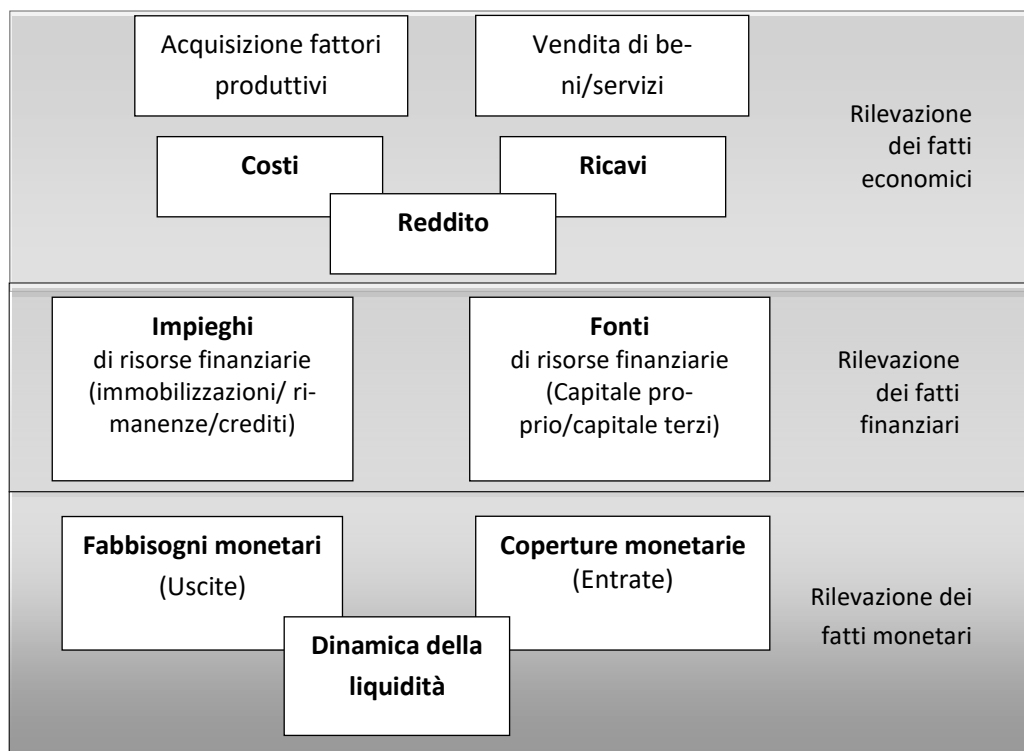 Acquisizione fattori
produttivi
Vendita di be-
ni/servizi
Rilevazione
dei fatti
economici
Costi
Ricavi
Reddito
Impieghi
di risorse finanziarie
(immobilizzazioni/ ri-
manenze/crediti)
Fonti
di risorse finanziarie
(Capitale pro-
prio/capitale terzi)
Rilevazione
dei fatti
finanziari
Fabbisogni monetari
(Uscite)
Coperture monetarie
(Entrate)
Rilevazione dei
fatti monetari
Dinamica della
liquidità